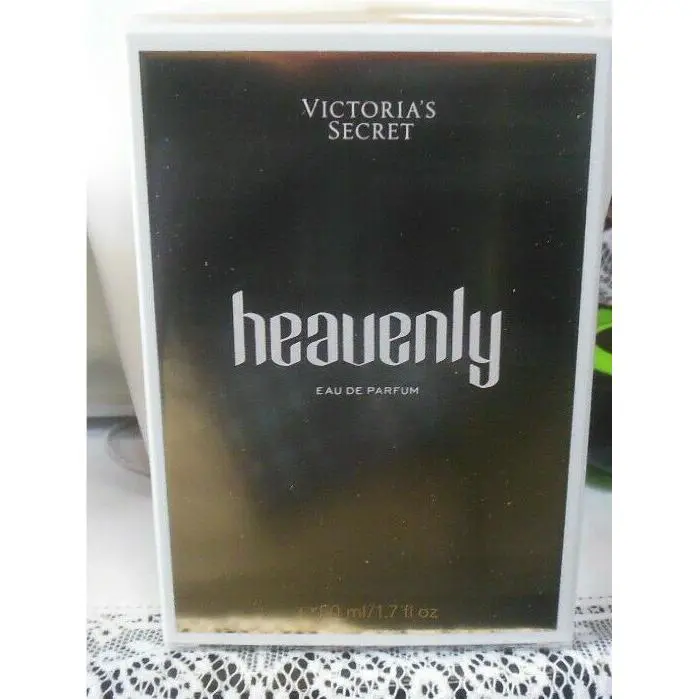 VICTORIA'S
SECRET
heavenly
EAU DE PARFUM
50 ml/1.7 fl oz